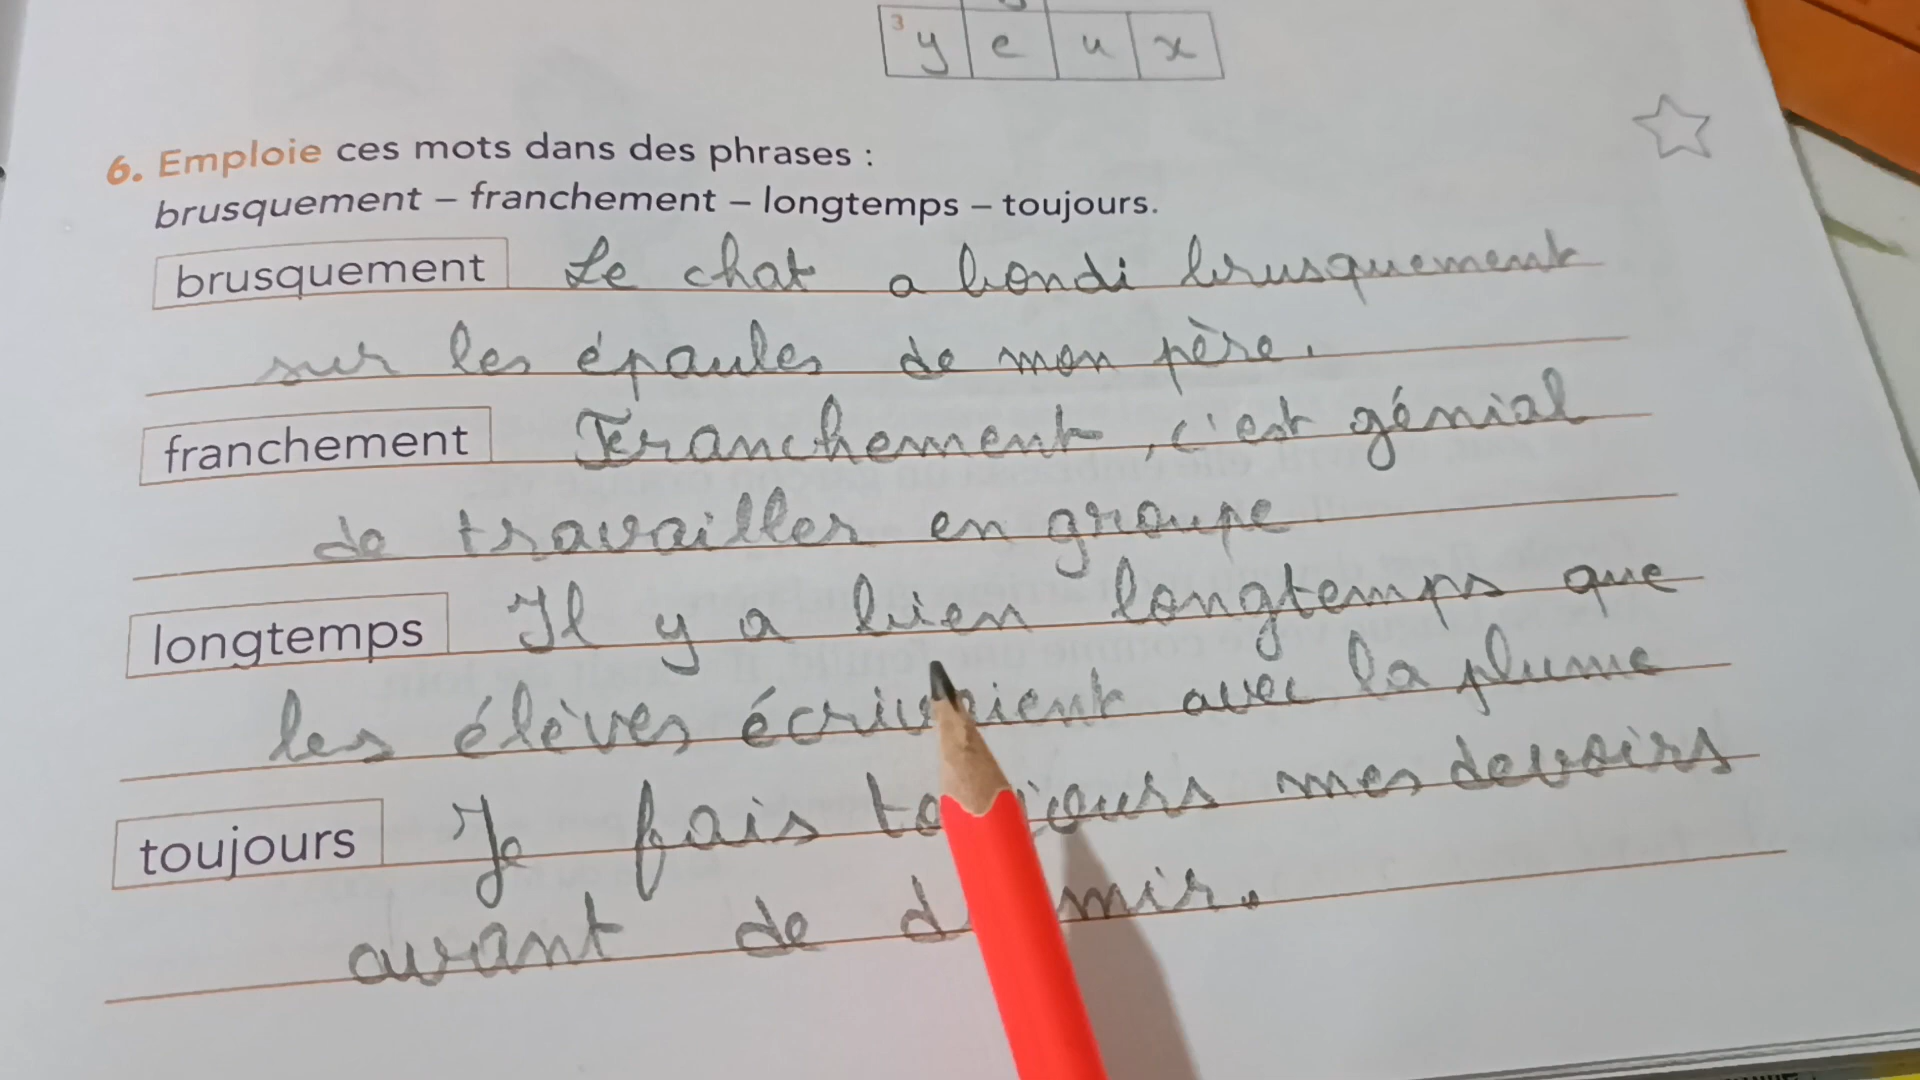 3 y e u x
6. Emploie ces mots dans des phrases :
brusquement – franchement – longtemps – toujours.
brusquement Le chat a bondi brusquement
sur les épaules de mon père.
franchement Franchement, c'est génial
de travailler en groupe
longtemps Il y a bien longtemps que
les élèves écrivaient avec la plume
toujours Je fais toujours mes devoirs
avant de